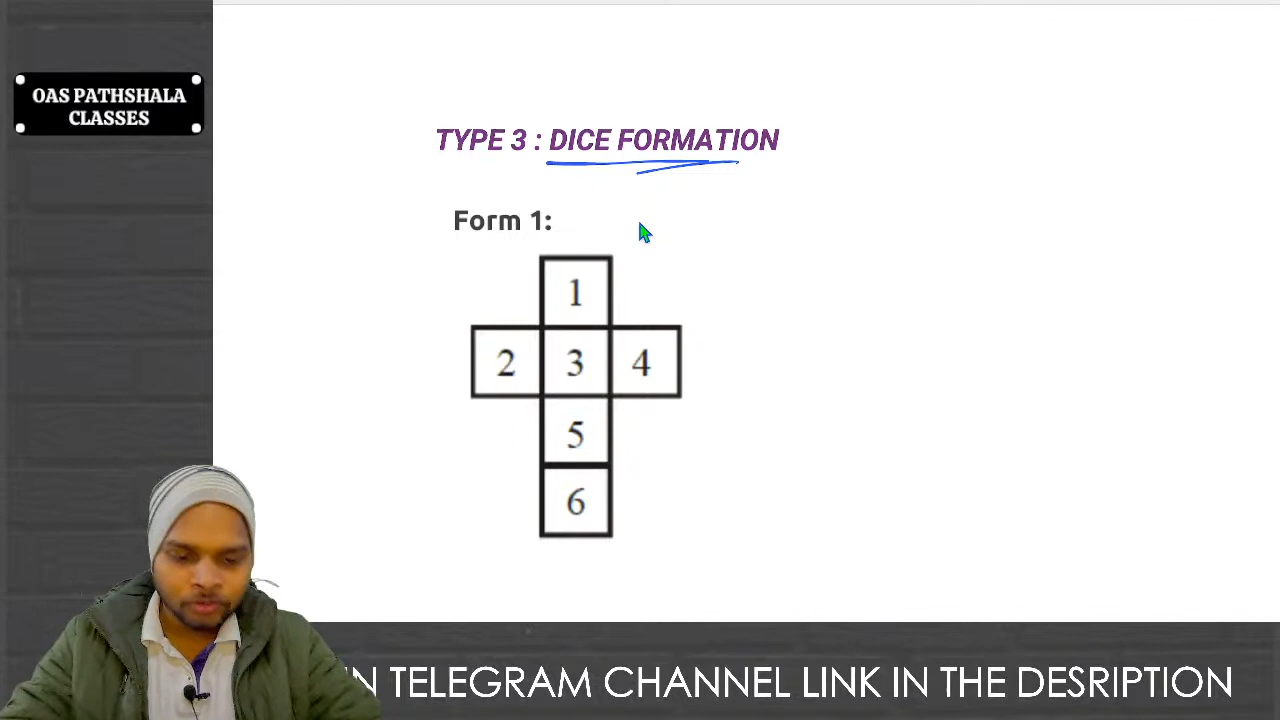 OAS PATHSHALA
CLASSES
TYPE 3 : DICE FORMATION
Form 1:
1
2 3 4
5
6
N TELEGRAM CHANNEL LINK IN THE DESRIPTION